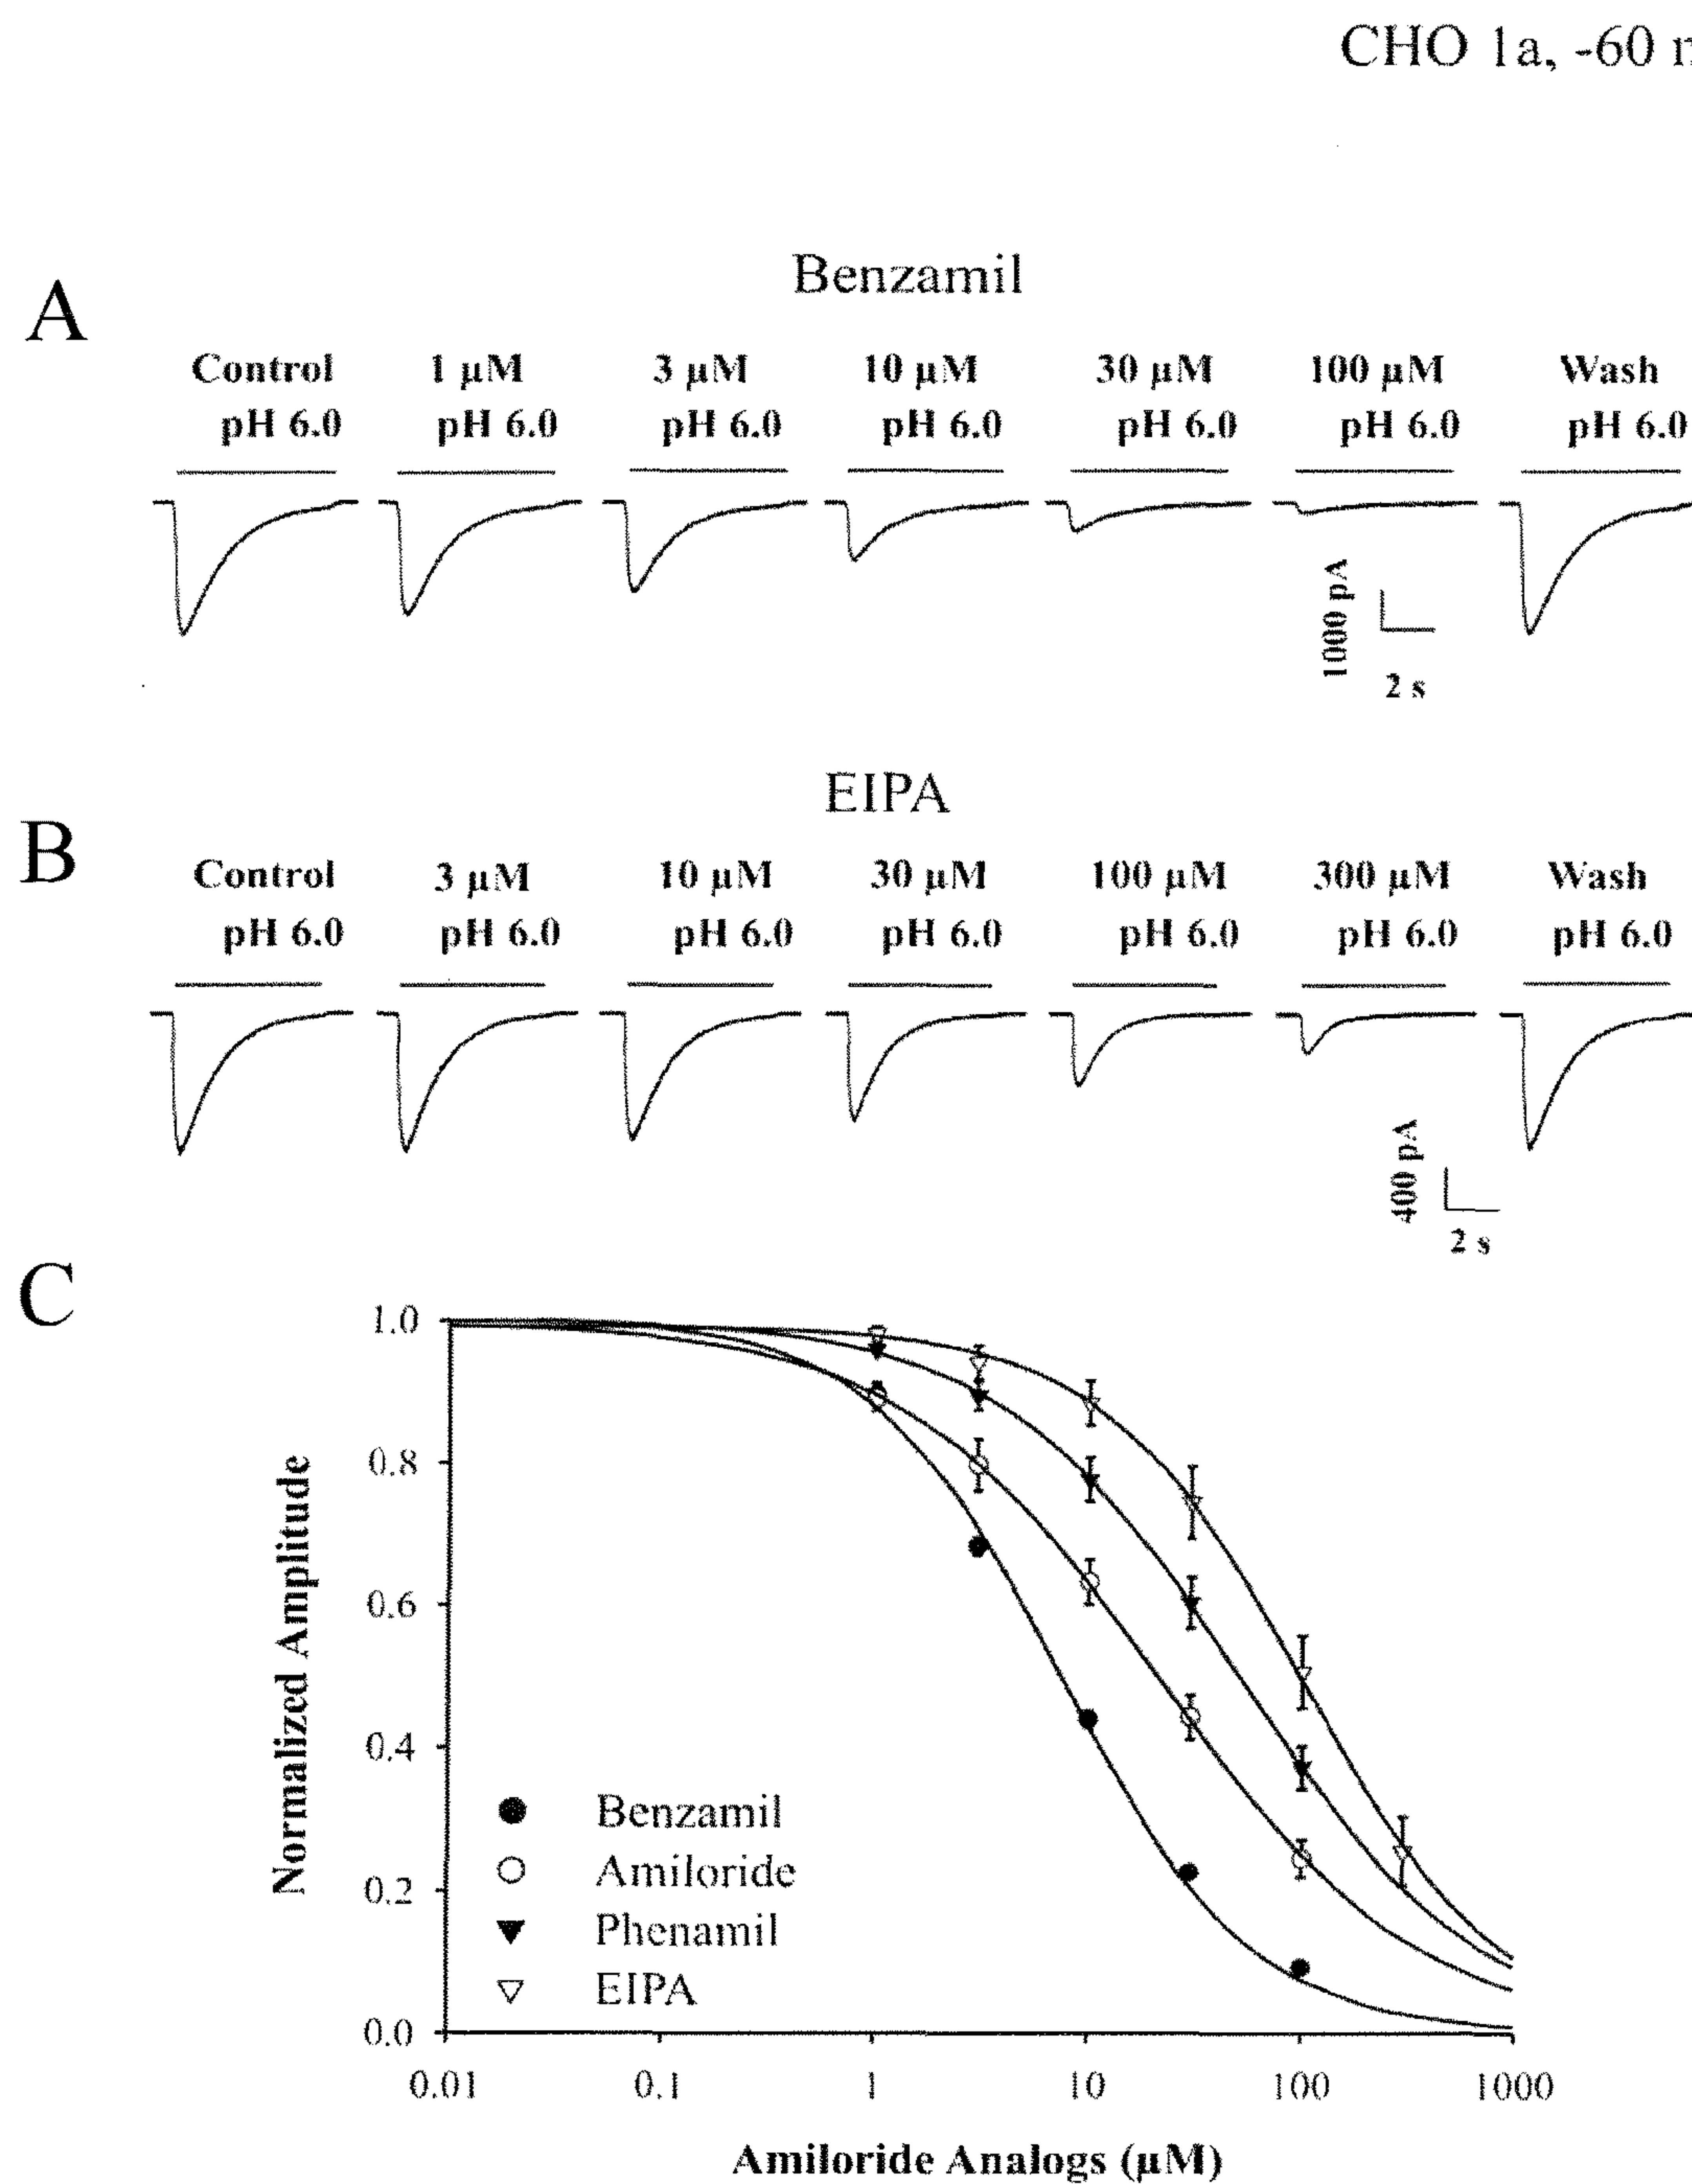 CHO 1a, -60
Benzamil
A
Control 1 µM 3 µM 10 µM 30 µM 100 µM Wash
pH 6.0 pH 6.0 pH 6.0 pH 6.0 pH 6.0 pH 6.0 pH 6.0
1000 pA
2 s
EIPA
B
Control 3 µM 10 µM 30 µM 100 µM 300 µM Wash
pH 6.0 pH 6.0 pH 6.0 pH 6.0 pH 6.0 pH 6.0 pH 6.0
400 pA
2 s
C
Normalized Amplitude
1.0
0.8
0.6
0.4
0.2
0.0
Benzamil
Amiloride
Phenamil
EIPA
0.01 0.1 1 10 100 1000
Amiloride Analogs (µM)